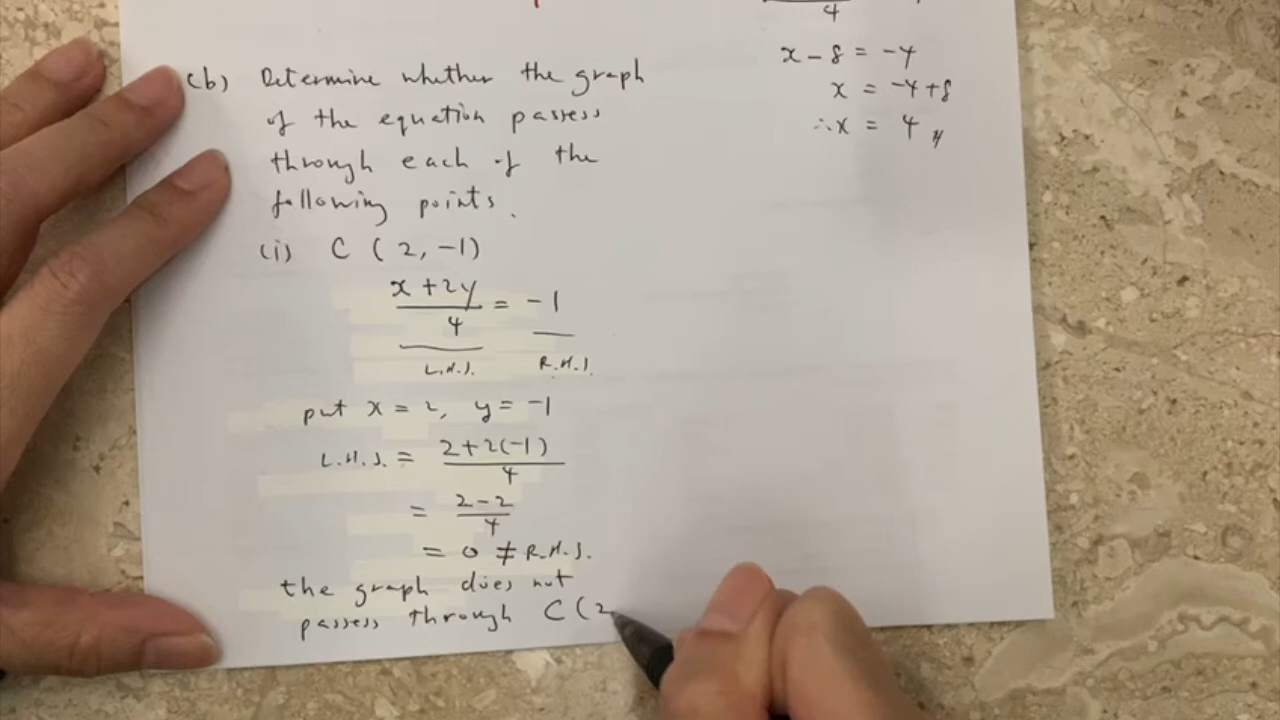 4
x - 8 = -4
x = -4+8
∴x = 4
(b) Determine whether the graph
of the equation passess
through each of the
following points.
(i) C (2, -1)
x + 2y / 4 = -1
L.H.S. R.H.S.
put x = 2, y = -1
L.H.S. = 2+2(-1) / 4
= 2-2 / 4
= 0 ≠ R.H.S.
the graph does not
passess through C (2